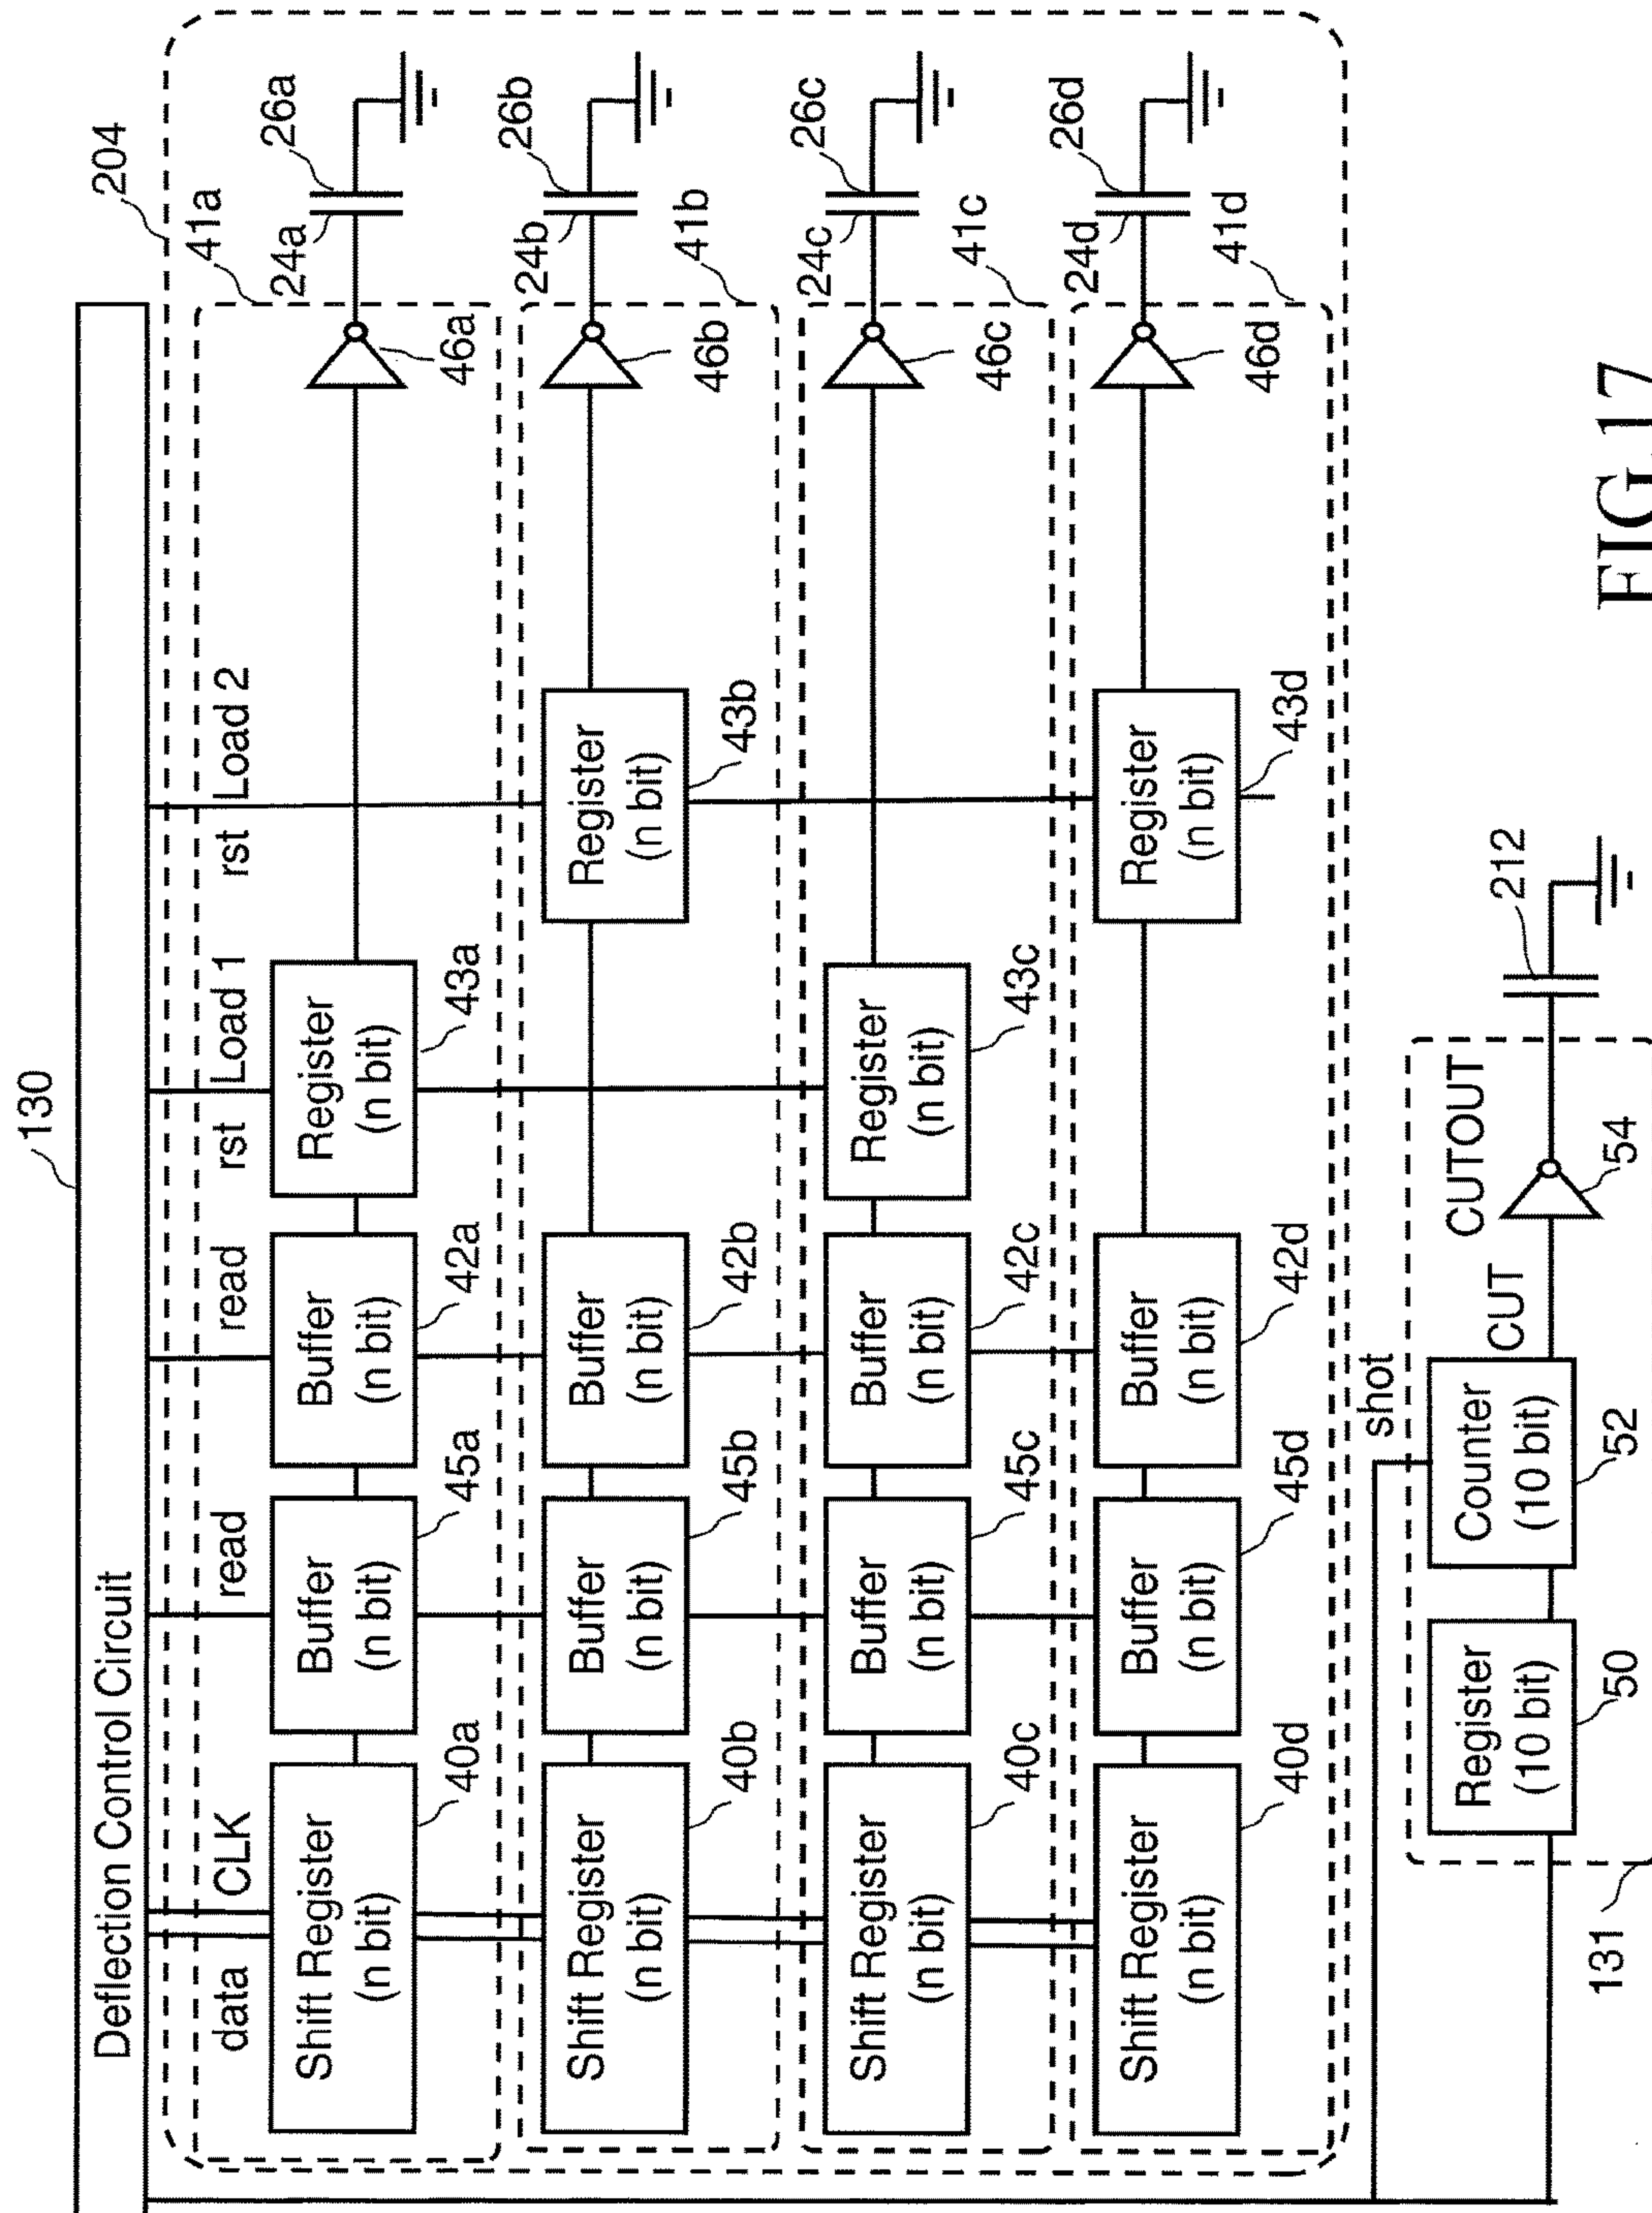 130
Deflection Control Circuit
204
data
CLK
read
read
rst
Load 1
rst
Load 2
41a
24a
26a
Shift Register
(n bit)
40a
Buffer
(n bit)
45a
Buffer
(n bit)
42a
Register
(n bit)
43a
46a
24b
26b
41b
Shift Register
(n bit)
40b
Buffer
(n bit)
45b
Buffer
(n bit)
42b
Register
(n bit)
43b
46b
24c
26c
41c
Shift Register
(n bit)
40c
Buffer
(n bit)
45c
Buffer
(n bit)
42c
Register
(n bit)
43c
46c
24d
26d
41d
Shift Register
(n bit)
40d
Buffer
(n bit)
45d
Buffer
(n bit)
42d
Register
(n bit)
43d
46d
shot
131
Register
(10 bit)
50
Counter
(10 bit)
52
CUT
CUTOUT
54
212
FIG.17